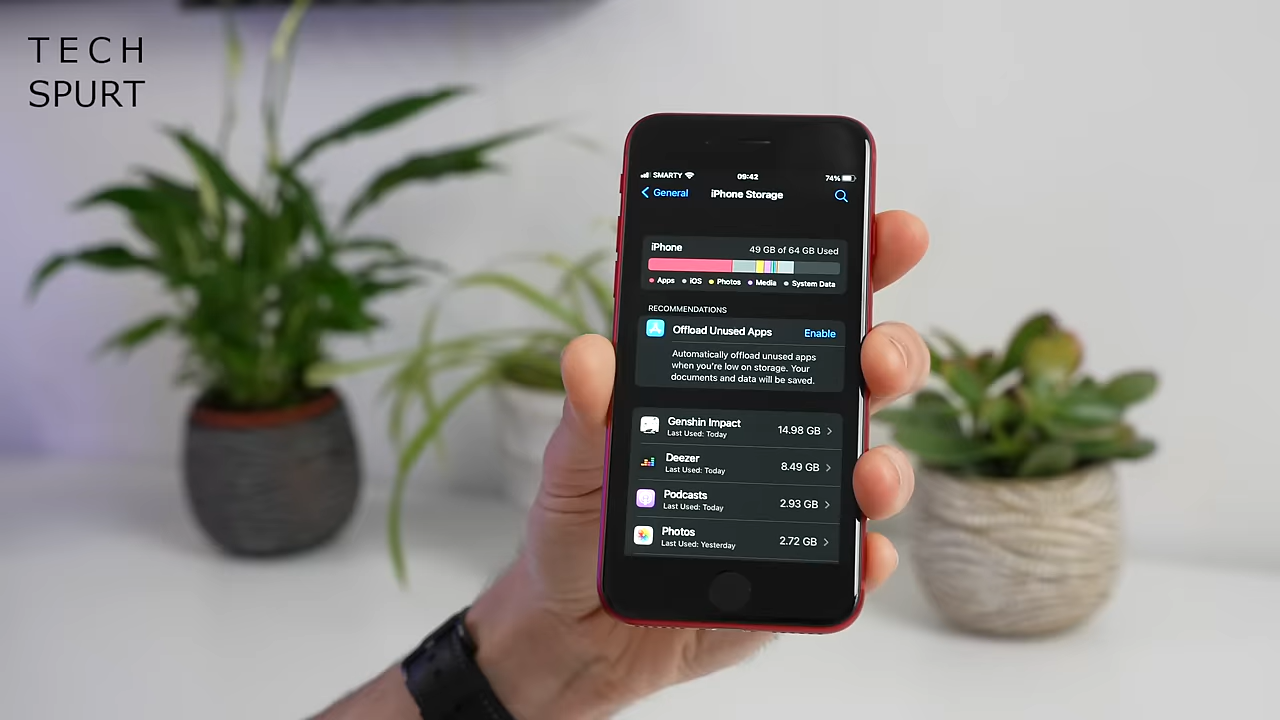 TECH
SPURT
SMARTY 09:42 74%
General iPhone Storage
iPhone 49 GB of 64 GB Used
Apps iOS Photos Media System Data
RECOMMENDATIONS
Offload Unused Apps Enable
Automatically offload unused apps
when you're low on storage. Your
documents and data will be saved.
Genshin Impact 14.98 GB
Last Used: Today
Deezer 8.49 GB
Last Used: Today
Podcasts 2.93 GB
Last Used: Today
Photos 2.72 GB
Last Used: Yesterday